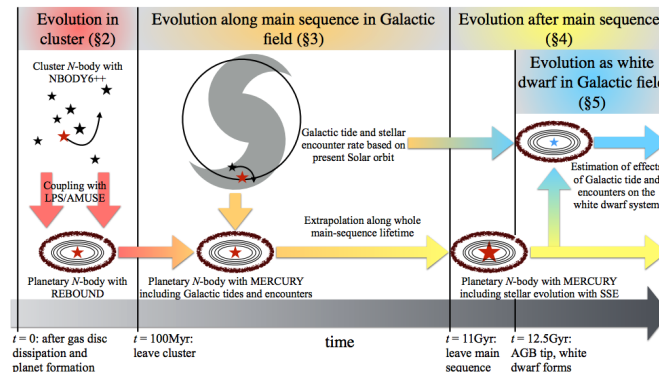 Evolution in
cluster (§2)
Evolution along main sequence in Galactic
field (§3)
Evolution after main sequence
(§4)
Evolution as white
dwarf in Galactic field
(§5)
Cluster N-body with
NBODY6++
Galactic tide and stellar
encounter rate based on
present Solar orbit
Coupling with
LPS/AMUSE
Estimation of effects
of Galactic tide and
encounters on the
white dwarf system
Extrapolation along whole
main-sequence lifetime
Planetary N-body with
REBOUND
Planetary N-body with MERCURY
including Galactic tides and encounters
Planetary N-body with MERCURY
including stellar evolution with SSE
time
t = 0: after gas disc
dissipation and
planet formation
t = 100Myr:
leave cluster
t = 11Gyr:
leave main
sequence
t = 12.5Gyr:
AGB tip, white
dwarf forms